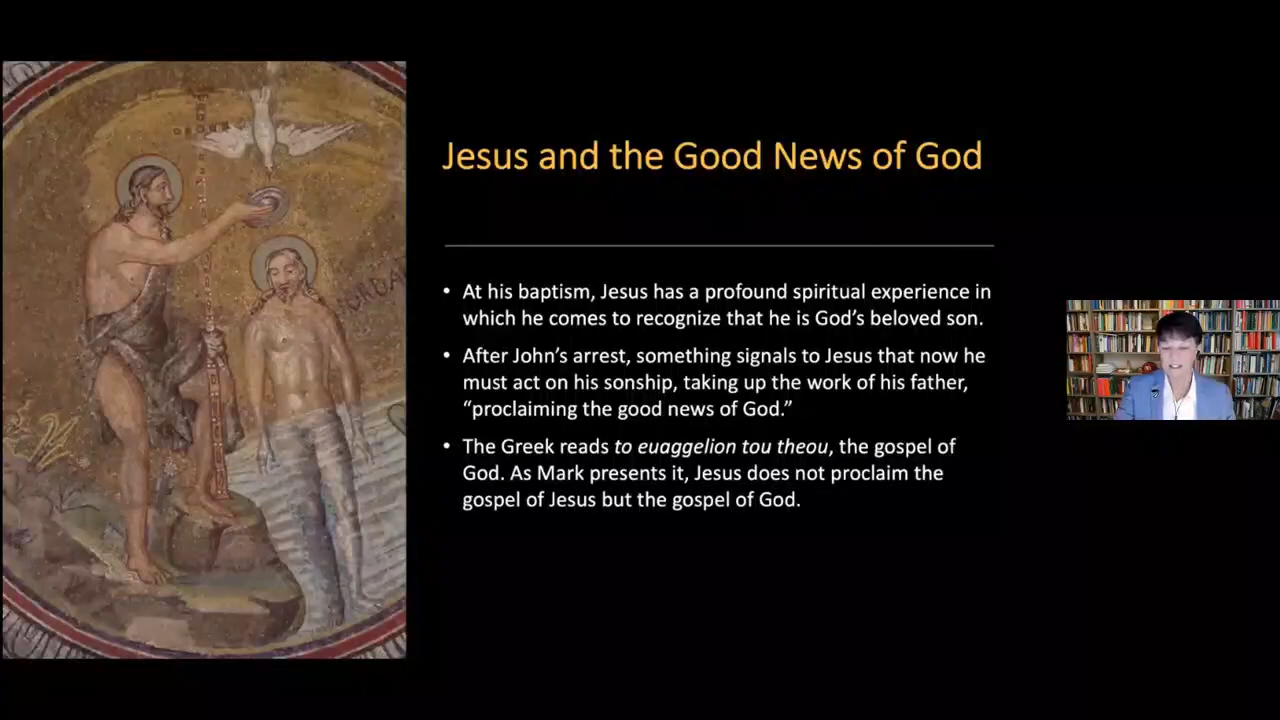 Jesus and the Good News of God
• At his baptism, Jesus has a profound spiritual experience in
which he comes to recognize that he is God’s beloved son.
• After John’s arrest, something signals to Jesus that now he
must act on his sonship, taking up the work of his father,
“proclaiming the good news of God.”
• The Greek reads to euaggelion tou theou, the gospel of
God. As Mark presents it, Jesus does not proclaim the
gospel of Jesus but the gospel of God.